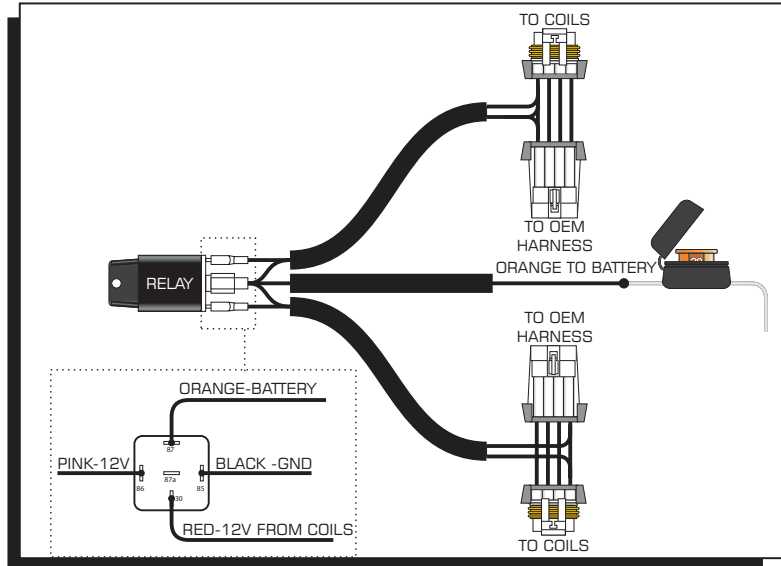 TO COILS
TO OEM
HARNESS
ORANGE TO BATTERY
RELAY
TO OEM
HARNESS
ORANGE-BATTERY
87
PINK-12V
BLACK -GND
87a
86
85
30
RED-12V FROM COILS
TO COILS